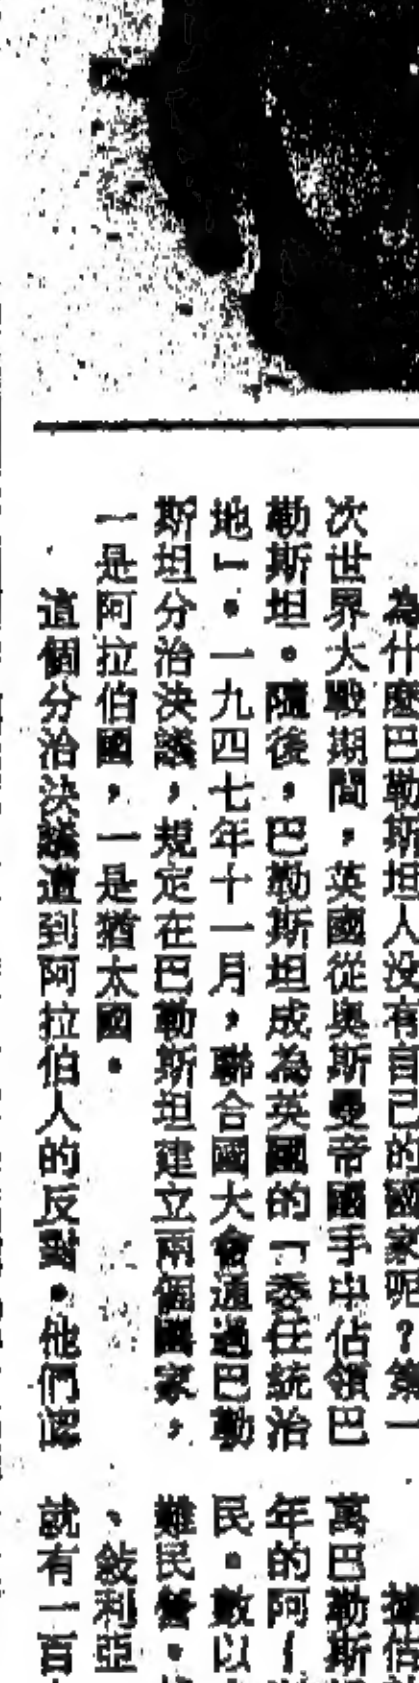 為什麼巴勒斯坦人沒有自己的國家呢？第一
次世界大戰期間，英國從奧斯曼帝國手中佔領巴
勒斯坦。隨後，巴勒斯坦成為英國的「委任統治
地」。一九四七年十一月，聯合國大會通過巴勒
斯坦分治決議，規定在巴勒斯坦建立兩個國家，
一是阿拉伯國，一是猶太國。
這個分治決議遭到阿拉伯人的反對。他們認
據估
萬巴勒斯
年的阿
民。數以
難民營。
、敍利亞
就有一百